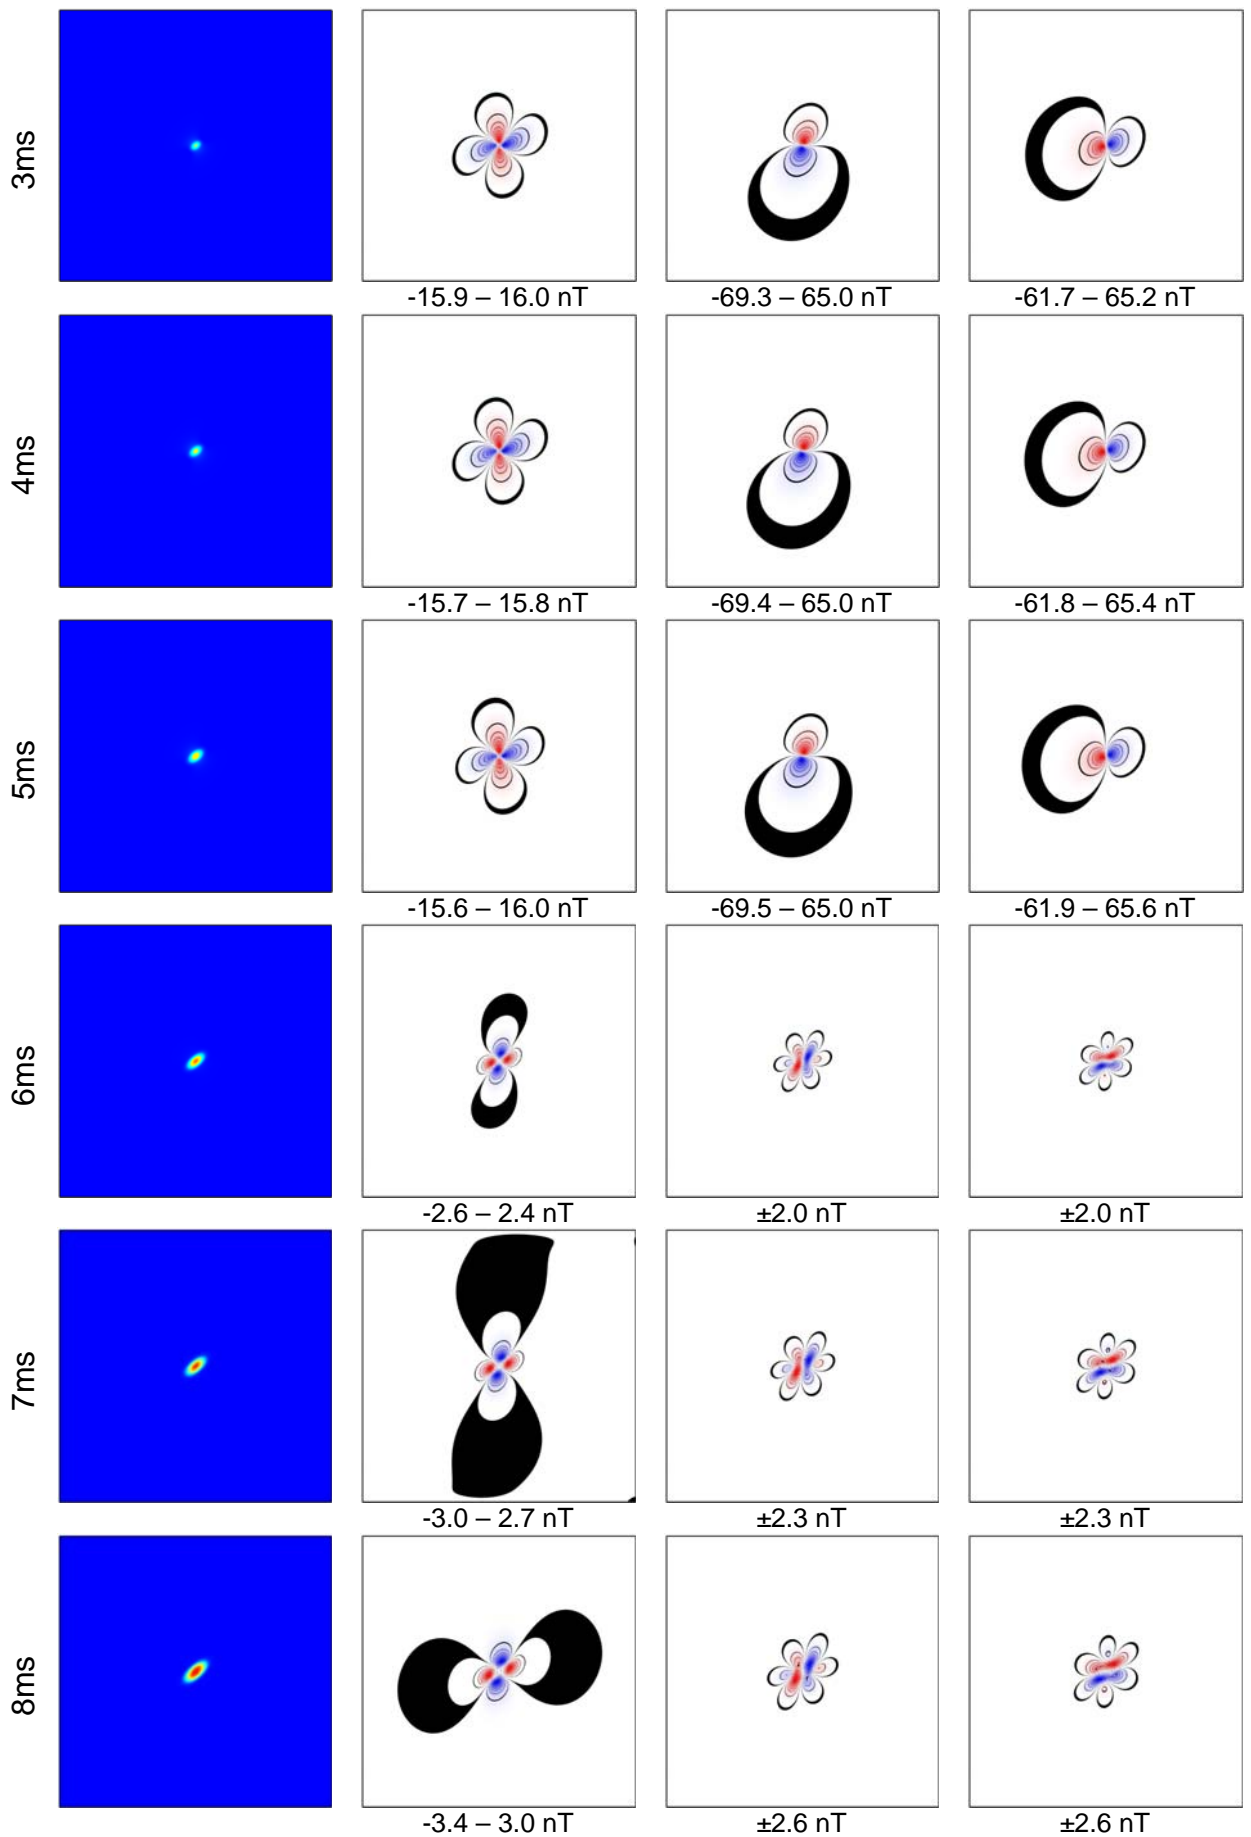 3ms
-15.9 – 16.0 nT
-69.3 – 65.0 nT
-61.7 – 65.2 nT
4ms
-15.7 – 15.8 nT
-69.4 – 65.0 nT
-61.8 – 65.4 nT
5ms
-15.6 – 16.0 nT
-69.5 – 65.0 nT
-61.9 – 65.6 nT
6ms
-2.6 – 2.4 nT
±2.0 nT
±2.0 nT
7ms
-3.0 – 2.7 nT
±2.3 nT
±2.3 nT
8ms
-3.4 – 3.0 nT
±2.6 nT
±2.6 nT